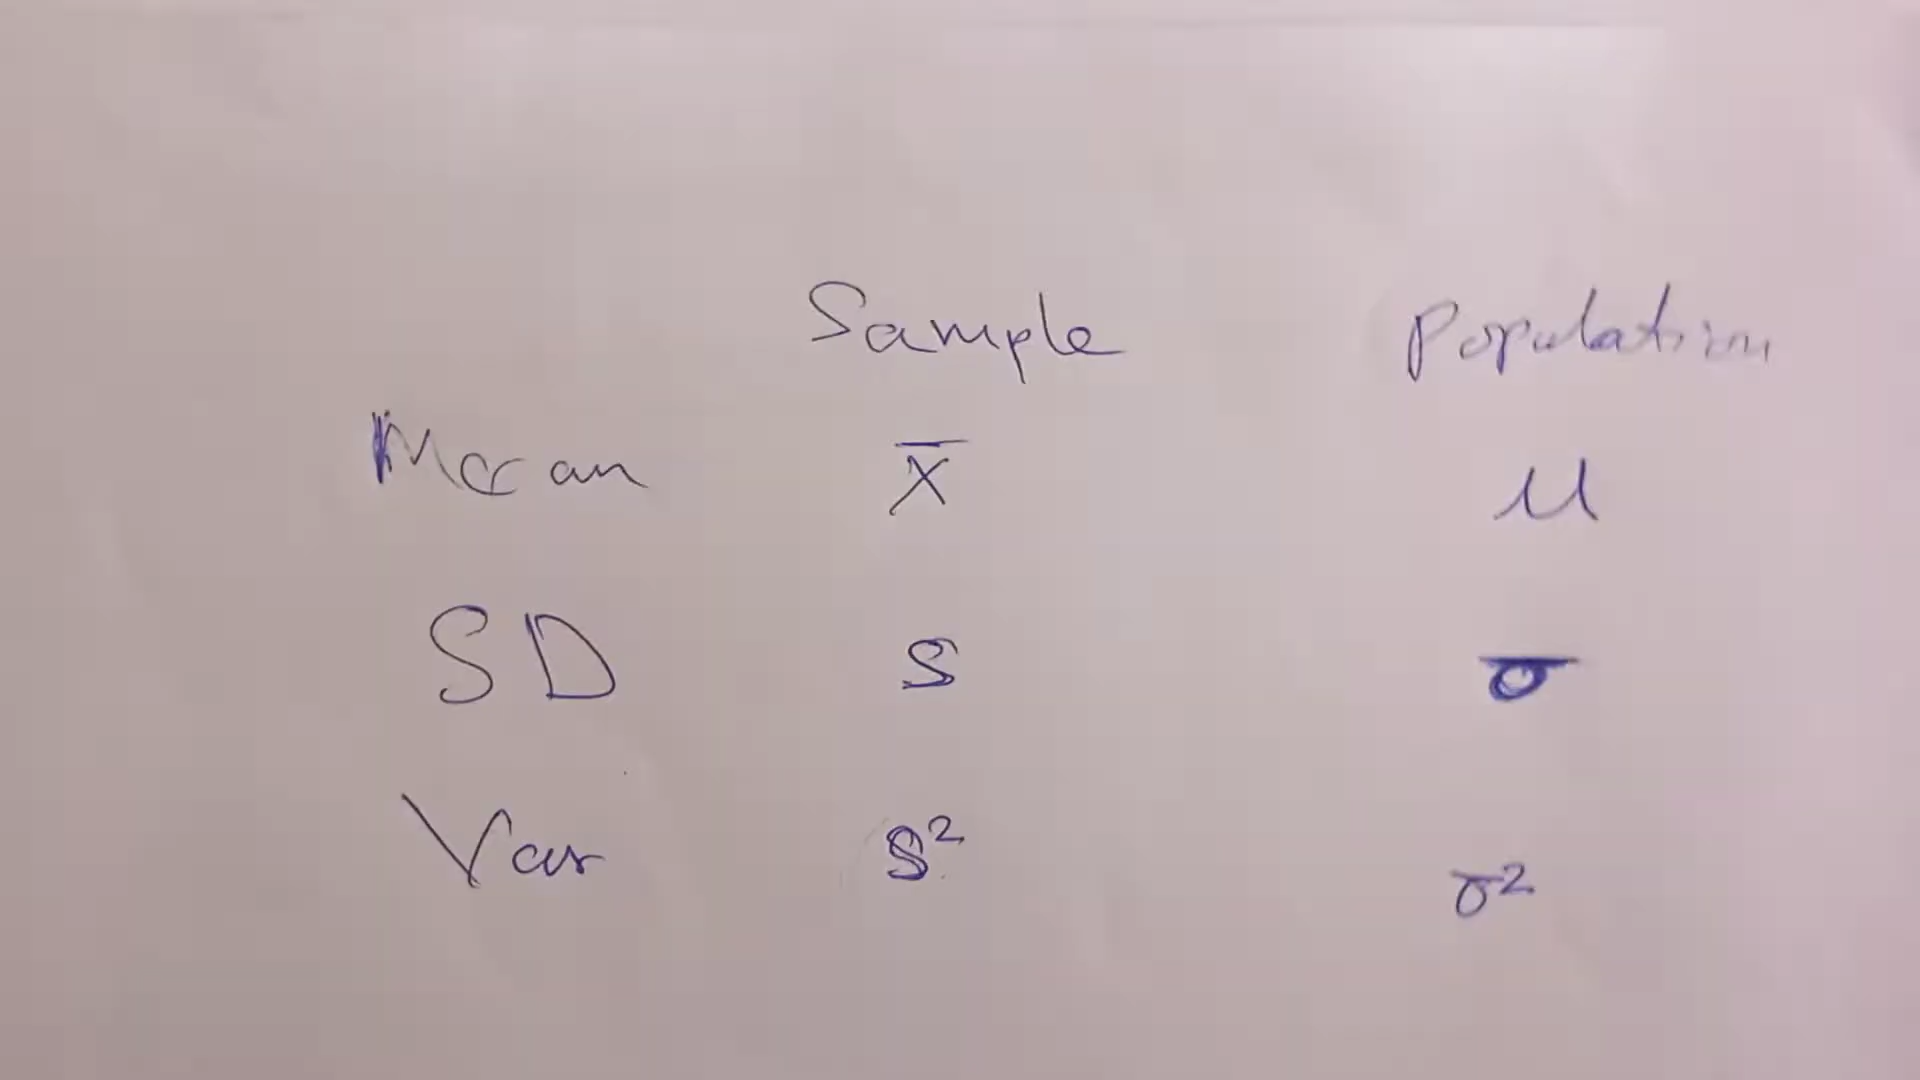 Sample Population
Mean x̄ μ
SD s σ
Var s² σ²